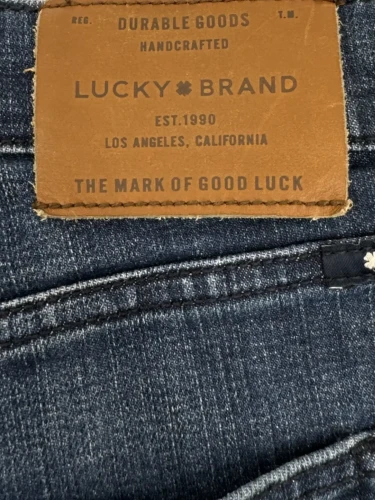 REG. DURABLE GOODS T.M.
HANDCRAFTED
LUCKY BRAND
EST.1990
LOS ANGELES, CALIFORNIA
THE MARK OF GOOD LUCK